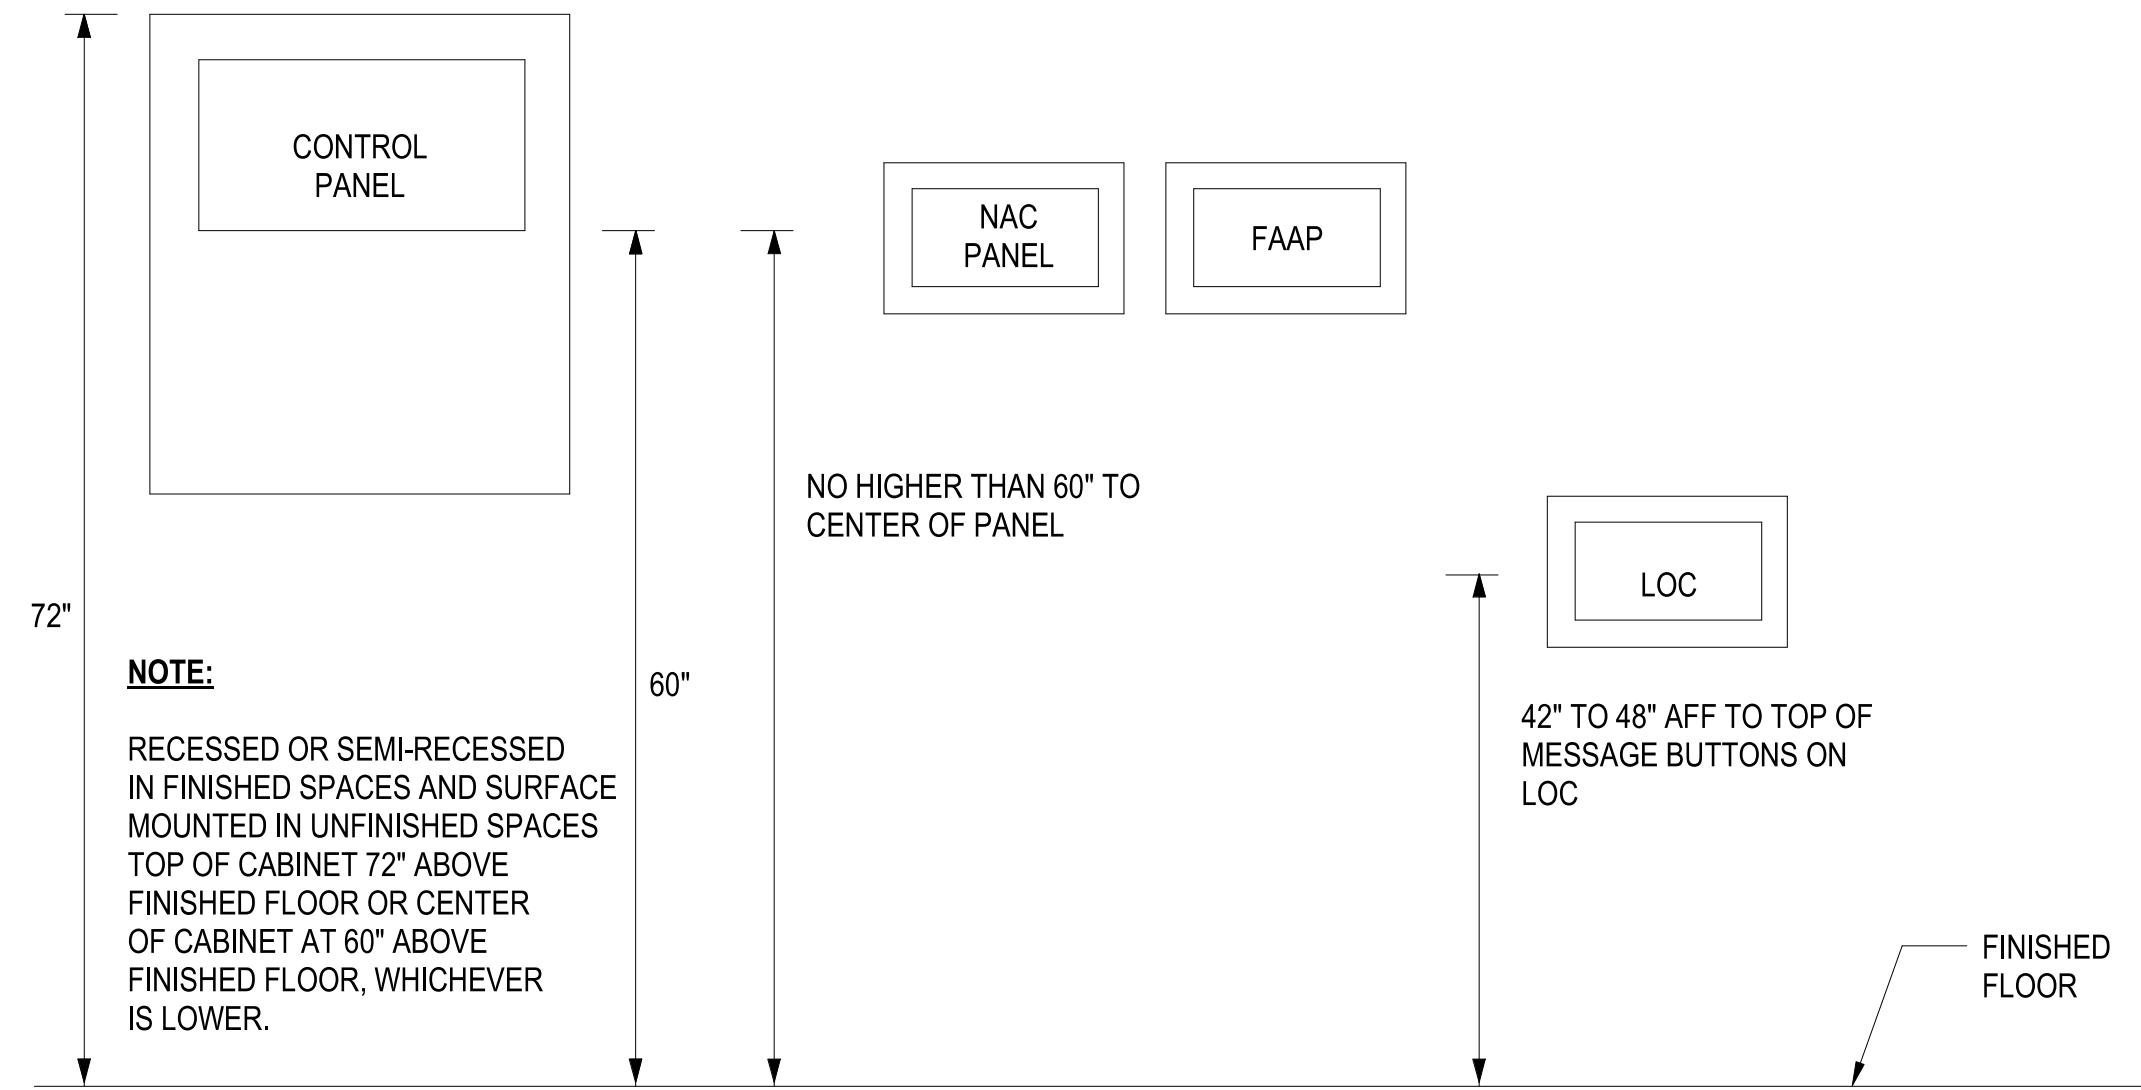 CONTROL
PANEL
NAC
PANEL
FAAP
NO HIGHER THAN 60" TO
CENTER OF PANEL
LOC
72"
60"
NOTE:
RECESSED OR SEMI-RECESSED
IN FINISHED SPACES AND SURFACE
MOUNTED IN UNFINISHED SPACES
TOP OF CABINET 72" ABOVE
FINISHED FLOOR OR CENTER
OF CABINET AT 60" ABOVE
FINISHED FLOOR, WHICHEVER
IS LOWER.
42" TO 48" AFF TO TOP OF
MESSAGE BUTTONS ON
LOC
FINISHED
FLOOR